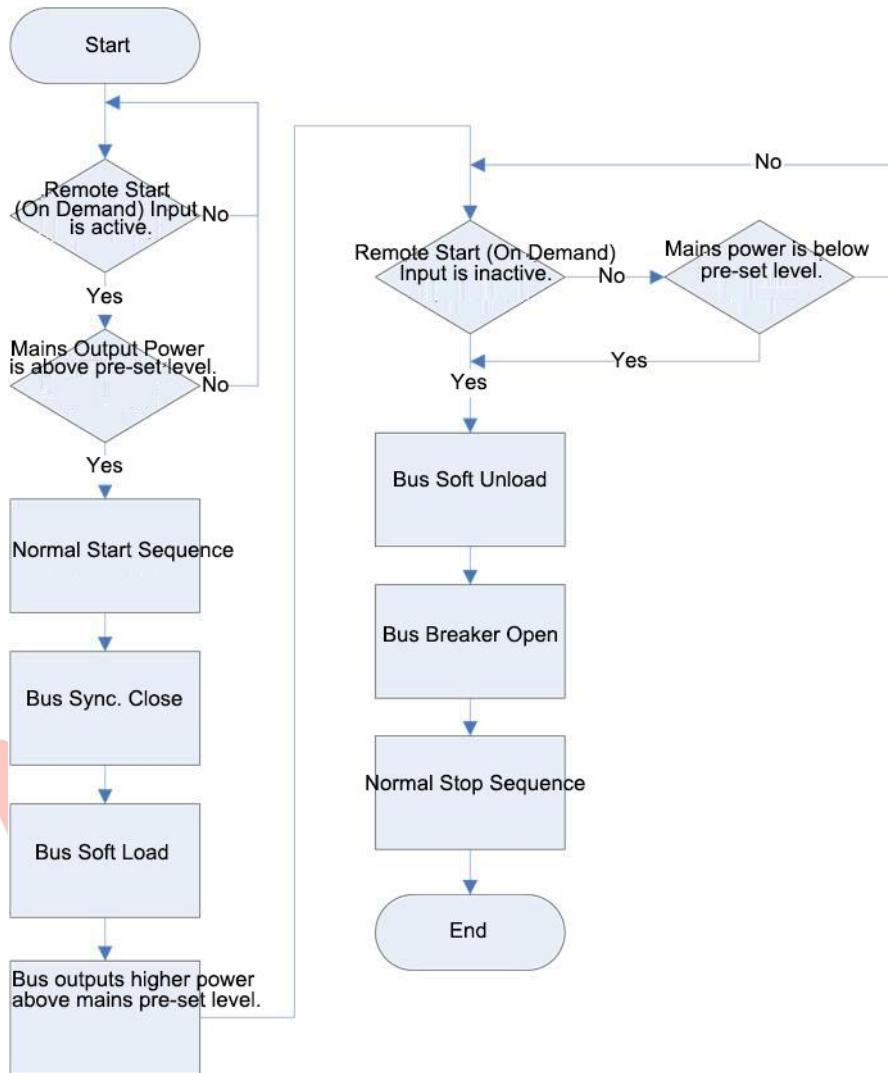 Start
Remote Start
(On Demand) Input
is active.
No
Yes
Mains Output Power
is above pre-set level.
No
Yes
Normal Start Sequence
Bus Sync. Close
Bus Soft Load
Bus outputs higher power
above mains pre-set level.
No
Remote Start (On Demand)
Input is inactive.
No
Mains power is below
pre-set level.
Yes
Yes
Bus Soft Unload
Bus Breaker Open
Normal Stop Sequence
End